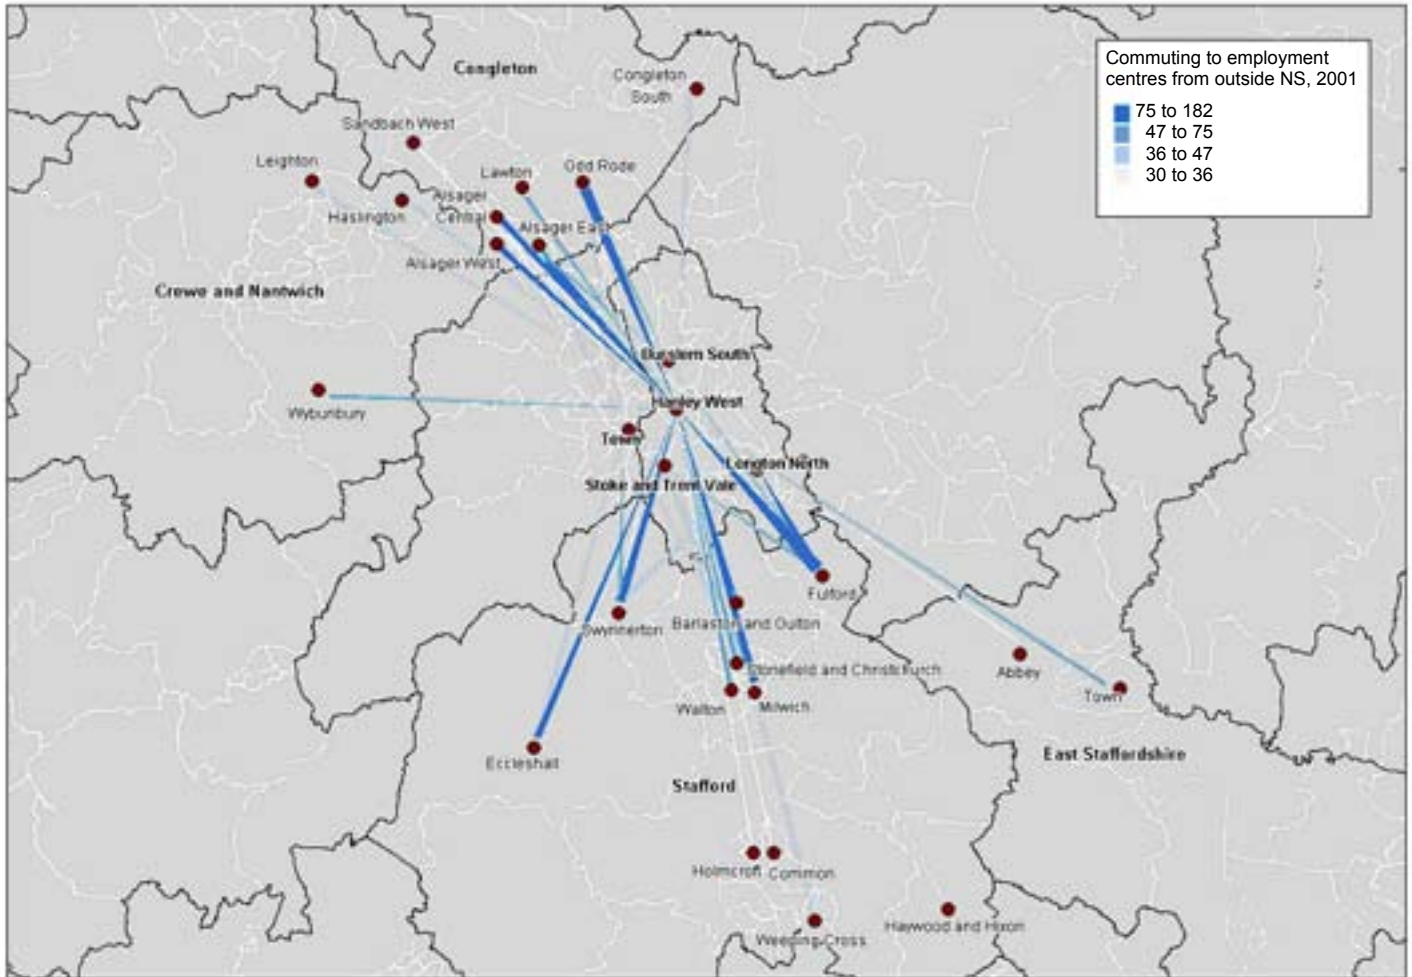 Commuting to employment
centres from outside NS, 2001
75 to 182
47 to 75
36 to 47
30 to 36
Congleton
Congleton
South
Sandbach West
Leighton
Lawton
Odd Rode
Alsager
Central
Haslington
Alsager East
Alsager West
Crewe and Nantwich
Burslem South
Hanley West
Wybunbury
Town
Longton North
Stoke and Trent Vale
Fulford
Swynnerton
Barlaston and Oulton
Stonefield and Christchurch
Abbey
Town
Walton
Milwich
Eccleshall
East Staffordshire
Stafford
Holmcroft
Common
Haywood and Hixon
Weeping Cross